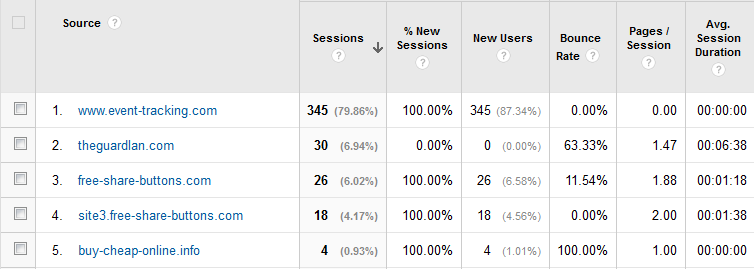 Source ?
Sessions ?
% New Sessions ?
New Users ?
Bounce Rate ?
Pages / Session ?
Avg. Session Duration ?
1. www.event-tracking.com 345 (79.86%) 100.00% 345 (87.34%) 0.00% 0.00 00:00:00
2. theguardlan.com 30 (6.94%) 0.00% 0 (0.00%) 63.33% 1.47 00:06:38
3. free-share-buttons.com 26 (6.02%) 100.00% 26 (6.58%) 11.54% 1.88 00:01:18
4. site3.free-share-buttons.com 18 (4.17%) 100.00% 18 (4.56%) 0.00% 2.00 00:01:38
5. buy-cheap-online.info 4 (0.93%) 100.00% 4 (1.01%) 100.00% 1.00 00:00:00